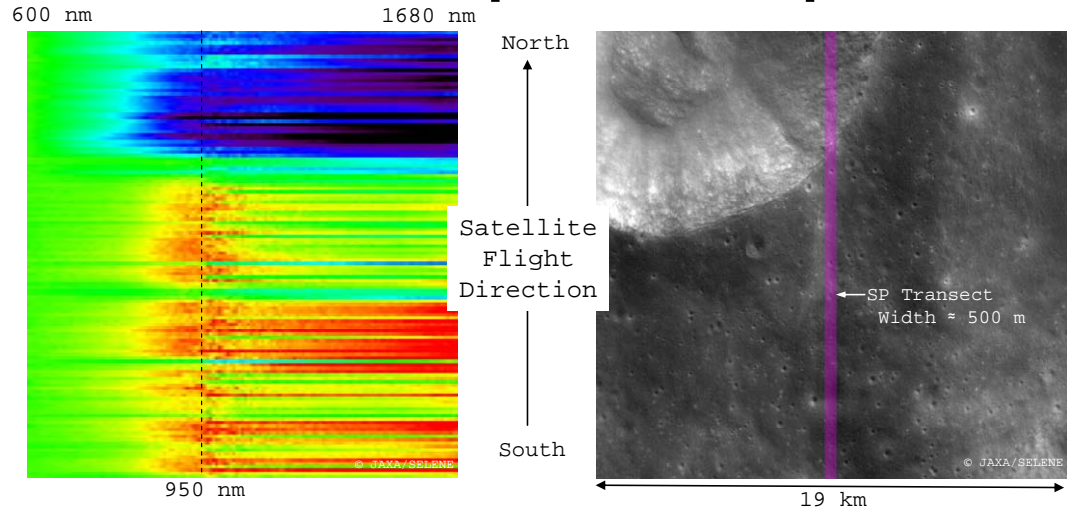 600 nm
1680 nm
North
Satellite
Flight
Direction
SP Transect
Width ≈ 500 m
South
© JAXA/SELENE
© JAXA/SELENE
950 nm
19 km